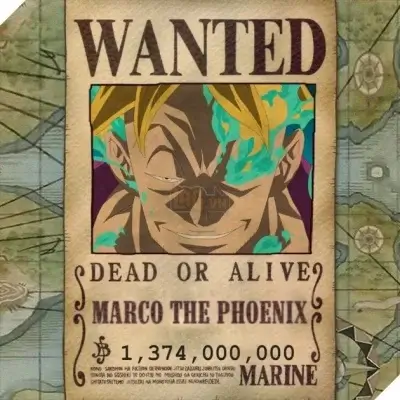 WANTED
DEAD OR ALIVE
MARCO THE PHOENIX
1,374,000,000
MARINE